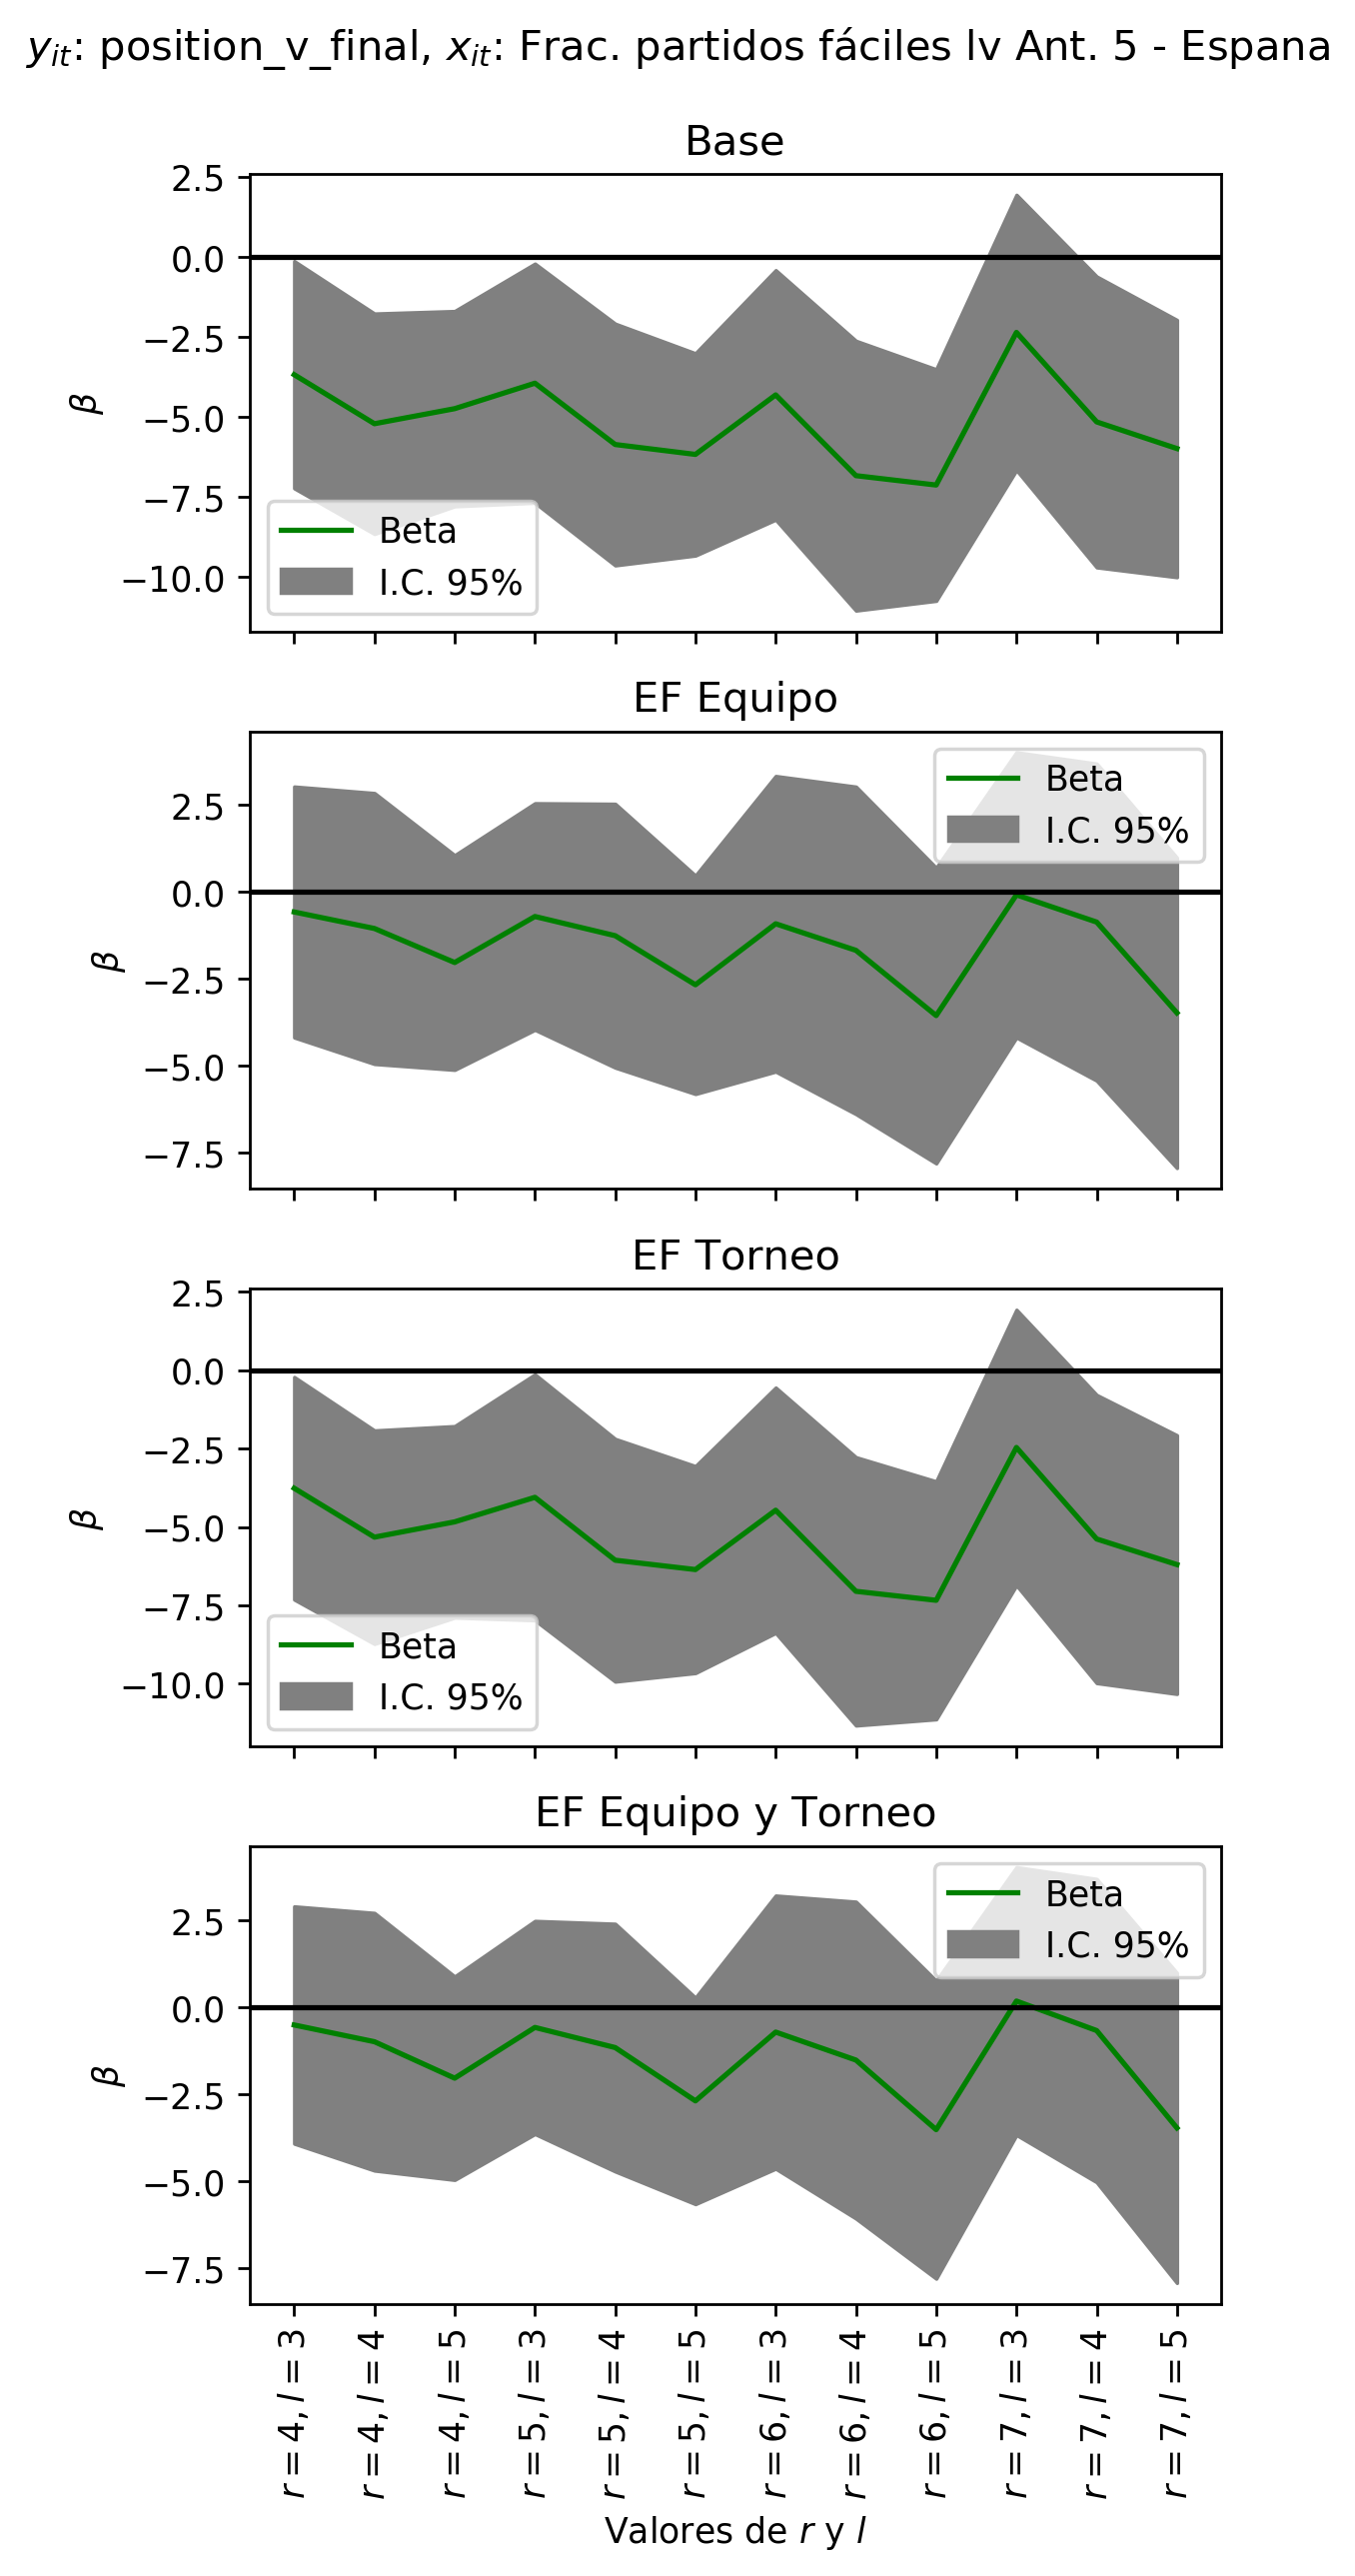 y_it: position_v_final, x_it: Frac. partidos fáciles lv Ant. 5 - Espana
Base
2.5
0.0
−2.5
−5.0
−7.5
−10.0
β
Beta
I.C. 95%
EF Equipo
2.5
0.0
−2.5
−5.0
−7.5
β
Beta
I.C. 95%
EF Torneo
2.5
0.0
−2.5
−5.0
−7.5
−10.0
β
Beta
I.C. 95%
EF Equipo y Torneo
2.5
0.0
−2.5
−5.0
−7.5
β
Beta
I.C. 95%
r = 4, l = 3
r = 4, l = 4
r = 4, l = 5
r = 5, l = 3
r = 5, l = 4
r = 5, l = 5
r = 6, l = 3
r = 6, l = 4
r = 6, l = 5
r = 7, l = 3
r = 7, l = 4
r = 7, l = 5
Valores de r y l